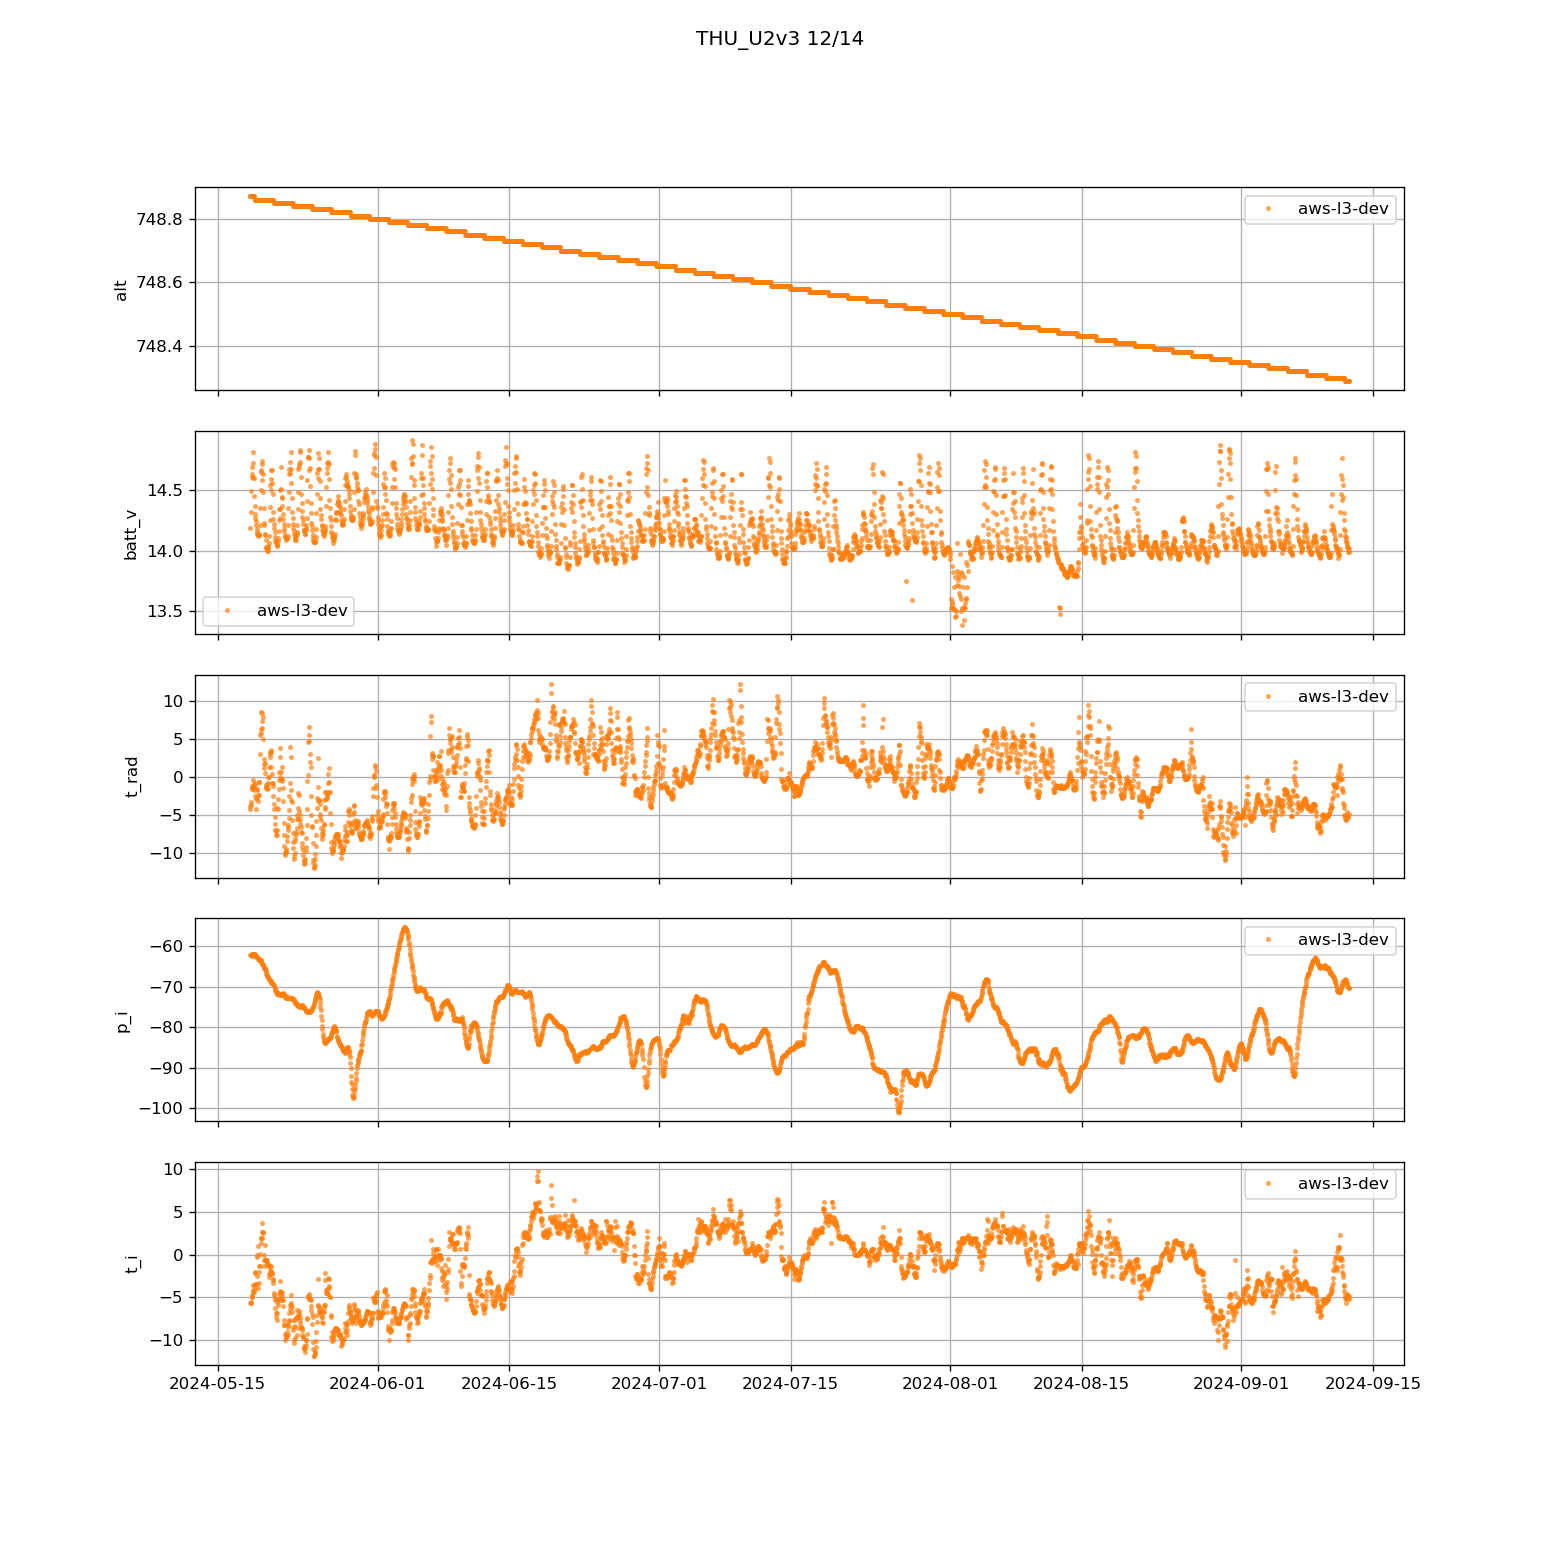 THU_U2v3 12/14
748.8
748.6
748.4
alt
aws-l3-dev
14.5
14.0
13.5
batt_v
aws-l3-dev
10
5
0
−5
−10
t_rad
aws-l3-dev
−60
−70
−80
−90
−100
p_i
aws-l3-dev
10
5
0
−5
−10
t_i
aws-l3-dev
2024-05-15 2024-06-01 2024-06-15 2024-07-01 2024-07-15 2024-08-01 2024-08-15 2024-09-01 2024-09-15